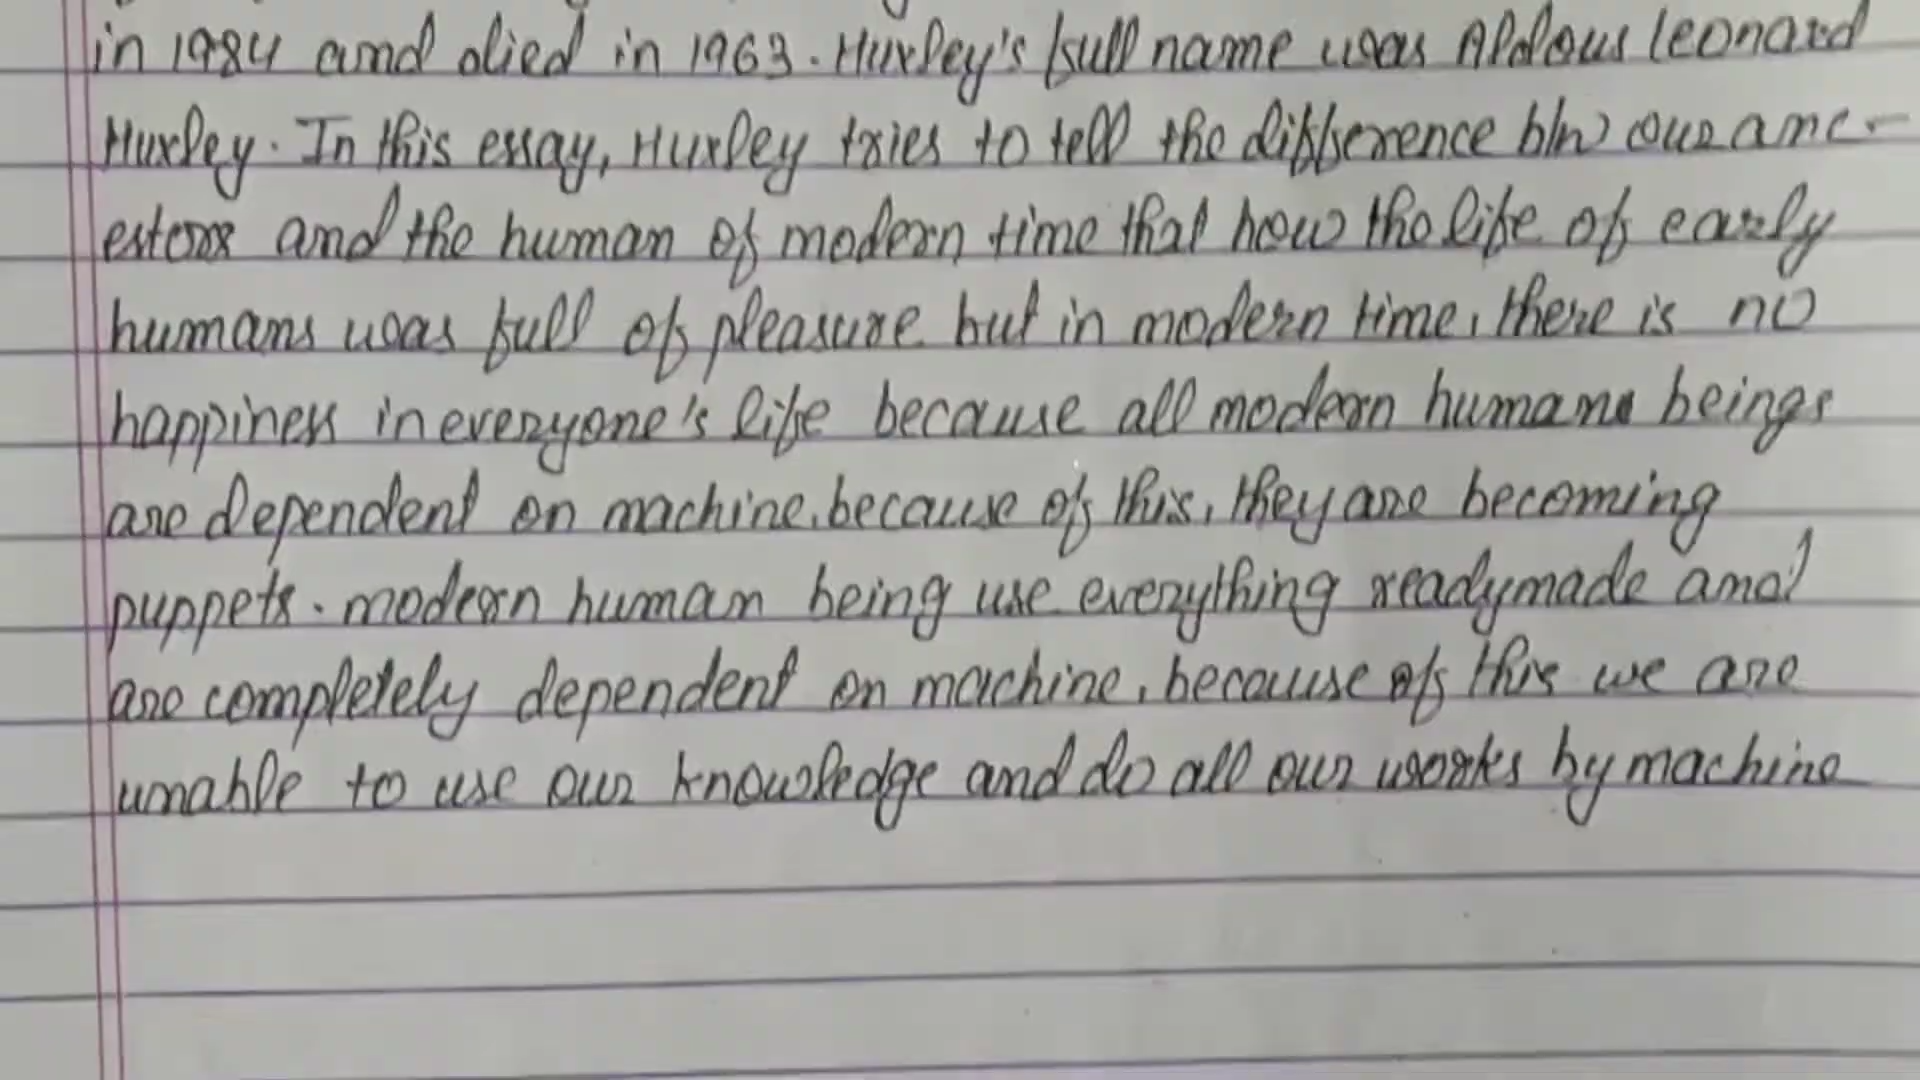 in 1984 and died in 1963. Huxley's full name was Aldous Leonard
Huxley. In this essay, Huxley tries to tell the difference b/w our anc-
estors and the human of modern time that how the life of early
humans was full of pleasure but in modern time, there is no
happiness in everyone's life because all modern humans beings
are dependent on machine, because of this, they are becoming
puppets. modern human being use everything readymade and
are completely dependent on machine, because of this we are
unable to use our knowledge and do all our works by machine